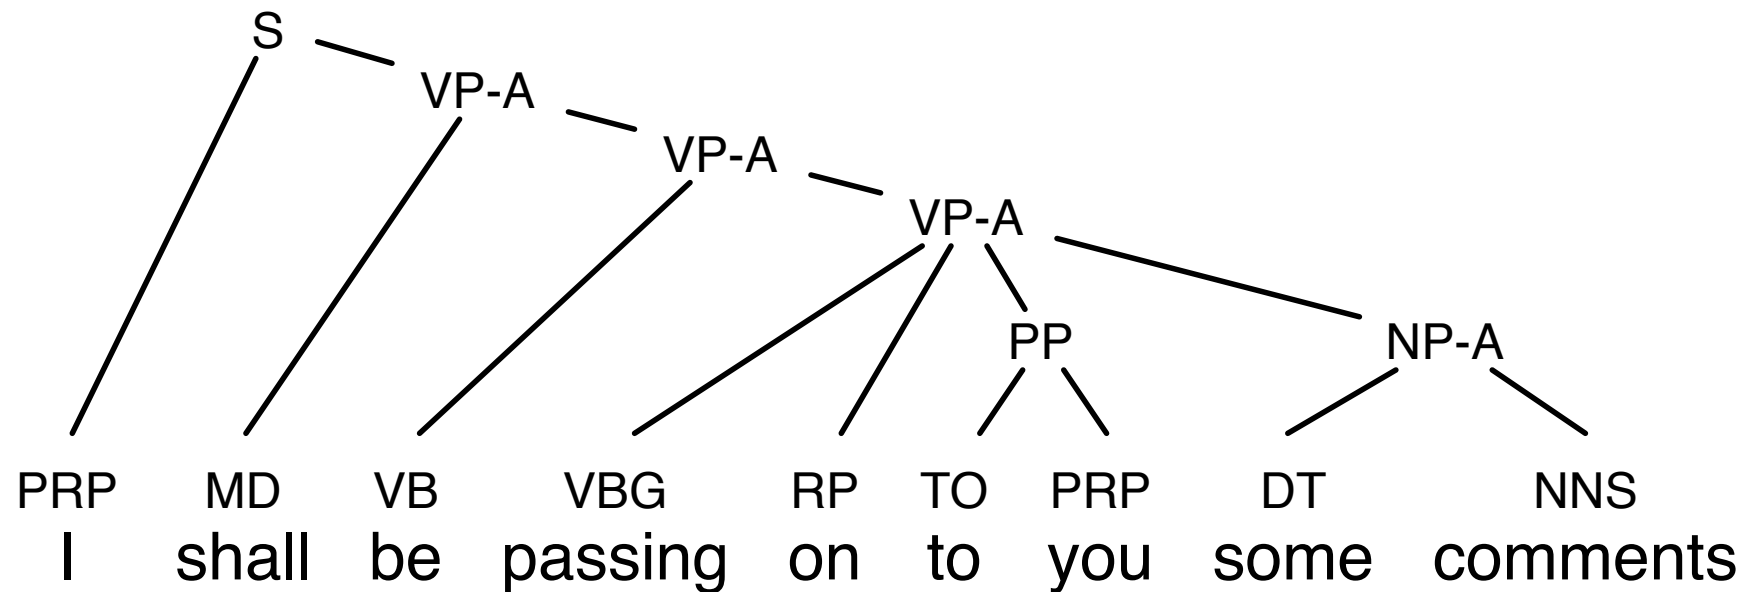 S
VP-A
VP-A
VP-A
PP NP-A
PRP MD VB VBG RP TO PRP DT NNS
I shall be passing on to you some comments